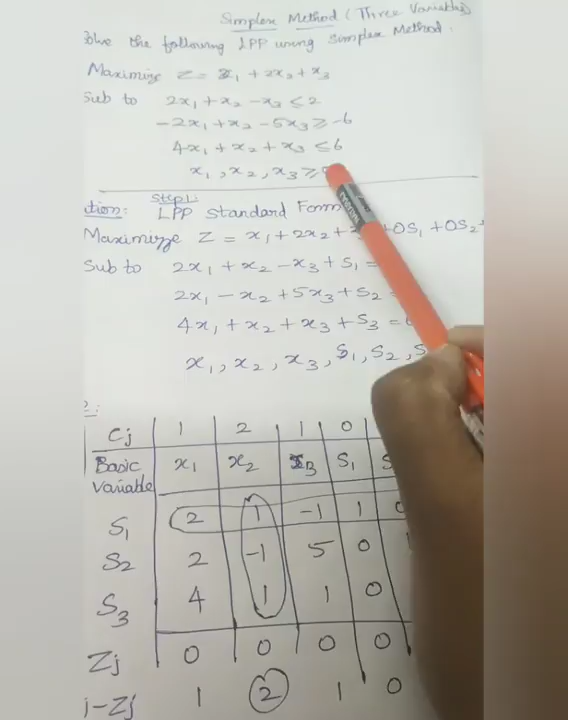 Simplex Method (Three Variable)
Solve the following LPP using Simplex Method.
Maximize Z = x₁ + 2x₂ + x₃
Sub to 2x₁ + x₂ - x₃ ≤ 2
-2x₁ + x₂ - 5x₃ ≥ -6
4x₁ + x₂ + x₃ ≤ 6
x₁, x₂, x₃ ≥
Step1:
tion: LPP Standard Form
Maximize Z = x₁ + 2x₂ + +0S₁ +0S₂
Sub to 2x₁ + x₂ - x₃ + S₁ =
2x₁ - x₂ + 5x₃ + S₂
4x₁ + x₂ + x₃ + S₃ =
x₁, x₂, x₃, S₁, S₂, S
Cj 1 2 1 0
Basic Variable x₁ x₂ x₃ S₁ S
S₁ 2 1 -1 1 0
S₂ 2 -1 5 0 1
S₃ 4 1 1 0
Zj 0 0 0 0
j-Zj 1 2 1 0